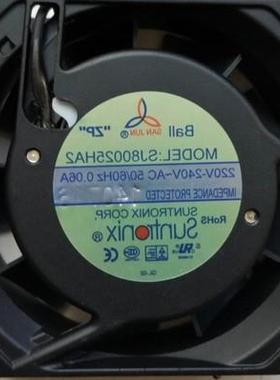 "ZP"
SAN JUN
Ball
MODEL:SJ8025HA2
220V-240V~AC 50/60Hz 0.06A
IMPEDANCE PROTECTED
SUNTRONIX CORP.
Suntronix
RoHS
CE